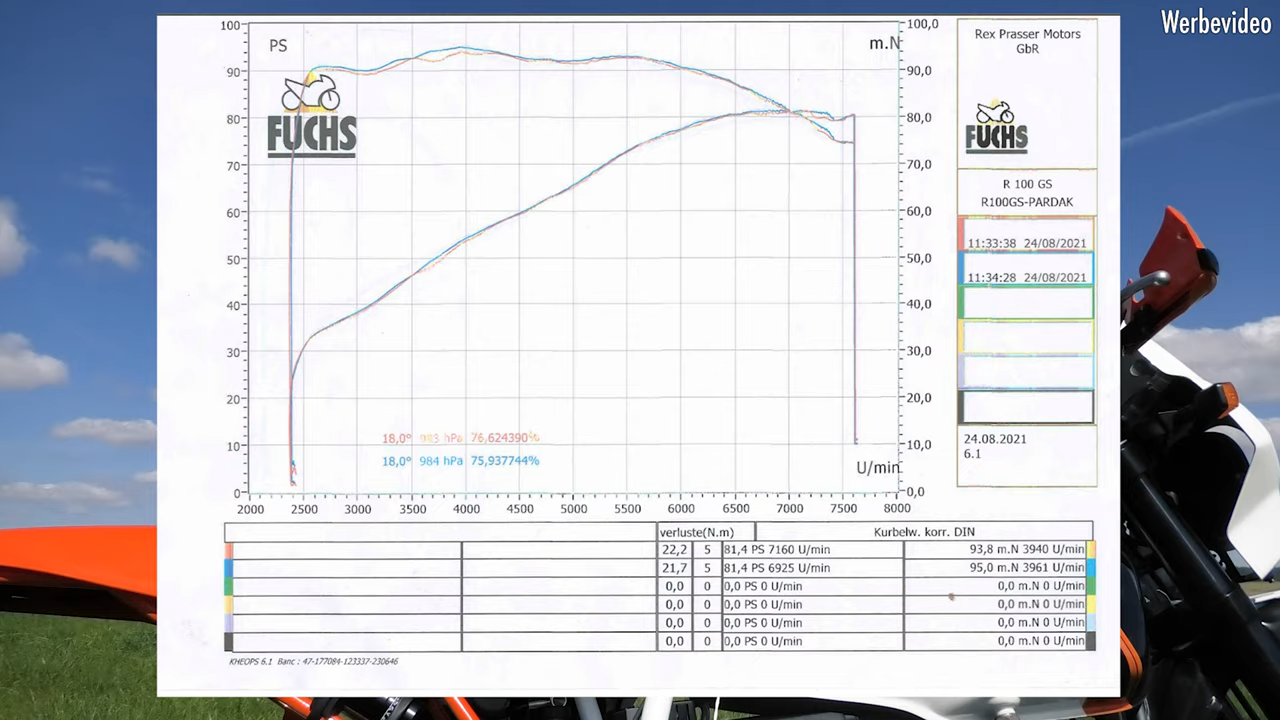 Werbevideo
PS
m.N
U/min
FUCHS
100
90
80
70
60
50
40
30
20
10
0
100,0
90,0
80,0
70,0
60,0
50,0
40,0
30,0
20,0
10,0
0,0
18,0° 983 hPa 76,624390%
18,0° 984 hPa 75,937744%
2000 2500 3000 3500 4000 4500 5000 5500 6000 6500 7000 7500 8000
Rex Prasser Motors
GbR
FUCHS
R 100 GS
R100GS-PARDAK
11:33:38 24/08/2021
11:34:28 24/08/2021
24.08.2021
6.1
verluste(N.m) Kurbelw. korr. DIN
22,2 5 81,4 PS 7160 U/min 93,8 m.N 3940 U/min
21,7 5 81,4 PS 6925 U/min 95,0 m.N 3961 U/min
0,0 0 0,0 PS 0 U/min 0,0 m.N 0 U/min
0,0 0 0,0 PS 0 U/min 0,0 m.N 0 U/min
0,0 0 0,0 PS 0 U/min 0,0 m.N 0 U/min
0,0 0 0,0 PS 0 U/min 0,0 m.N 0 U/min
KHEOPS 6.1 Banc : 47-177084-123337-230646